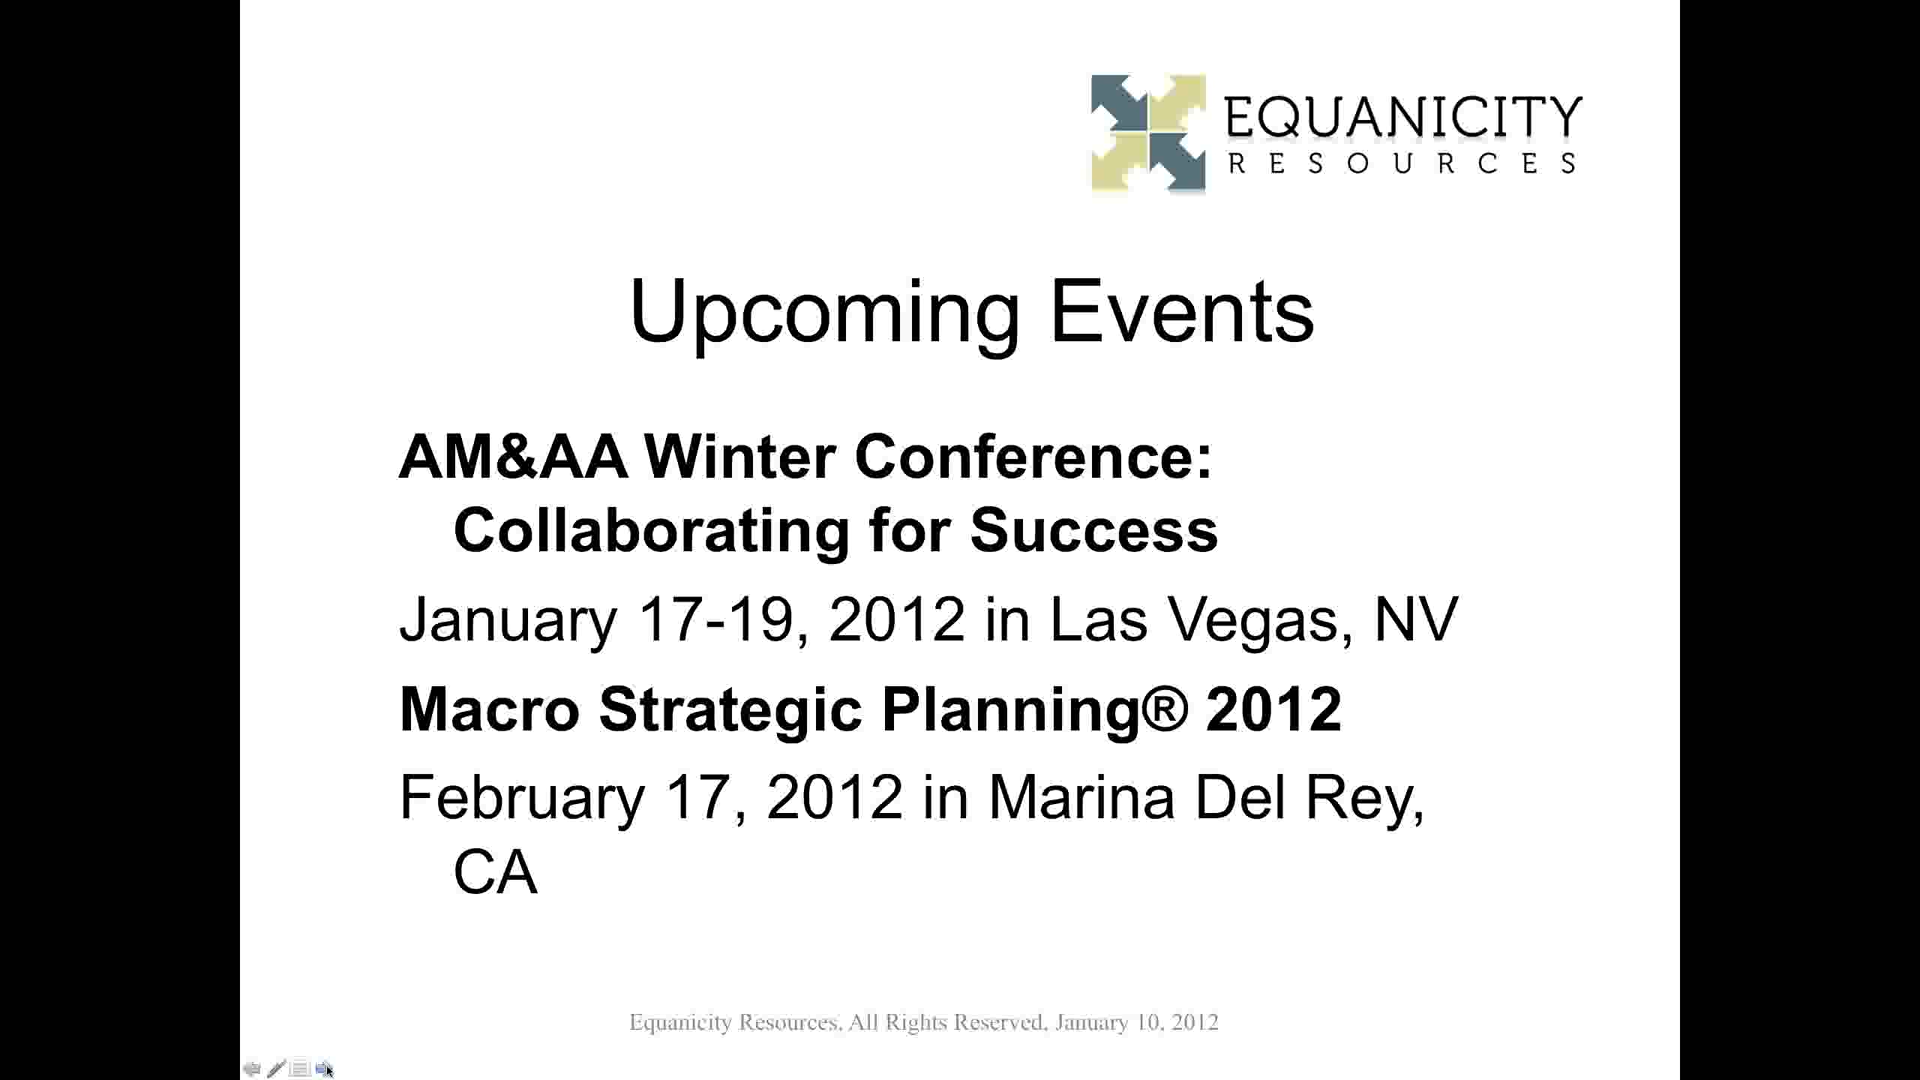 EQUANICITY
RESOURCES
Upcoming Events
AM&AA Winter Conference:
Collaborating for Success
January 17-19, 2012 in Las Vegas, NV
Macro Strategic Planning® 2012
February 17, 2012 in Marina Del Rey,
CA
Equanicity Resources, All Rights Reserved, January 10, 2012